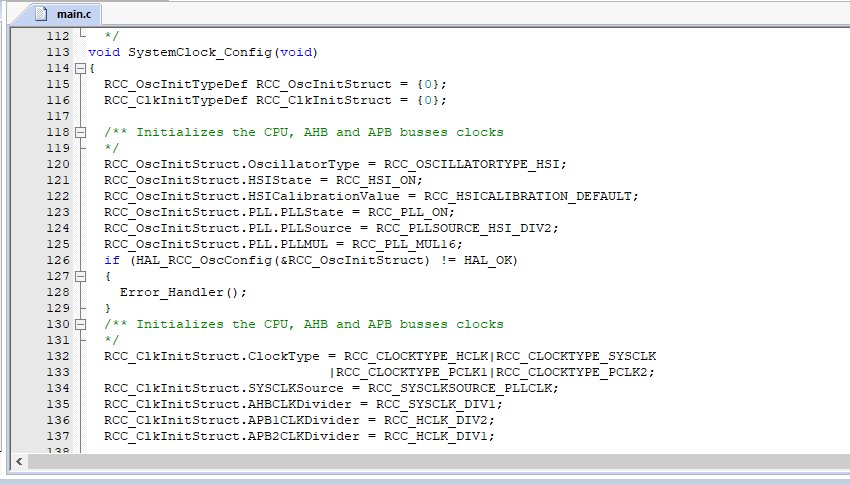 main.c
112 */
113 void SystemClock_Config(void)
114 {
115 RCC_OscInitTypeDef RCC_OscInitStruct = {0};
116 RCC_ClkInitTypeDef RCC_ClkInitStruct = {0};
117
118 /** Initializes the CPU, AHB and APB busses clocks
119 */
120 RCC_OscInitStruct.OscillatorType = RCC_OSCILLATORTYPE_HSI;
121 RCC_OscInitStruct.HSIState = RCC_HSI_ON;
122 RCC_OscInitStruct.HSICalibrationValue = RCC_HSICALIBRATION_DEFAULT;
123 RCC_OscInitStruct.PLL.PLLState = RCC_PLL_ON;
124 RCC_OscInitStruct.PLL.PLLSource = RCC_PLLSOURCE_HSI_DIV2;
125 RCC_OscInitStruct.PLL.PLLMUL = RCC_PLL_MUL16;
126 if (HAL_RCC_OscConfig(&RCC_OscInitStruct) != HAL_OK)
127 {
128 Error_Handler();
129 }
130 /** Initializes the CPU, AHB and APB busses clocks
131 */
132 RCC_ClkInitStruct.ClockType = RCC_CLOCKTYPE_HCLK|RCC_CLOCKTYPE_SYSCLK
133 |RCC_CLOCKTYPE_PCLK1|RCC_CLOCKTYPE_PCLK2;
134 RCC_ClkInitStruct.SYSCLKSource = RCC_SYSCLKSOURCE_PLLCLK;
135 RCC_ClkInitStruct.AHBCLKDivider = RCC_SYSCLK_DIV1;
136 RCC_ClkInitStruct.APB1CLKDivider = RCC_HCLK_DIV2;
137 RCC_ClkInitStruct.APB2CLKDivider = RCC_HCLK_DIV1;
138